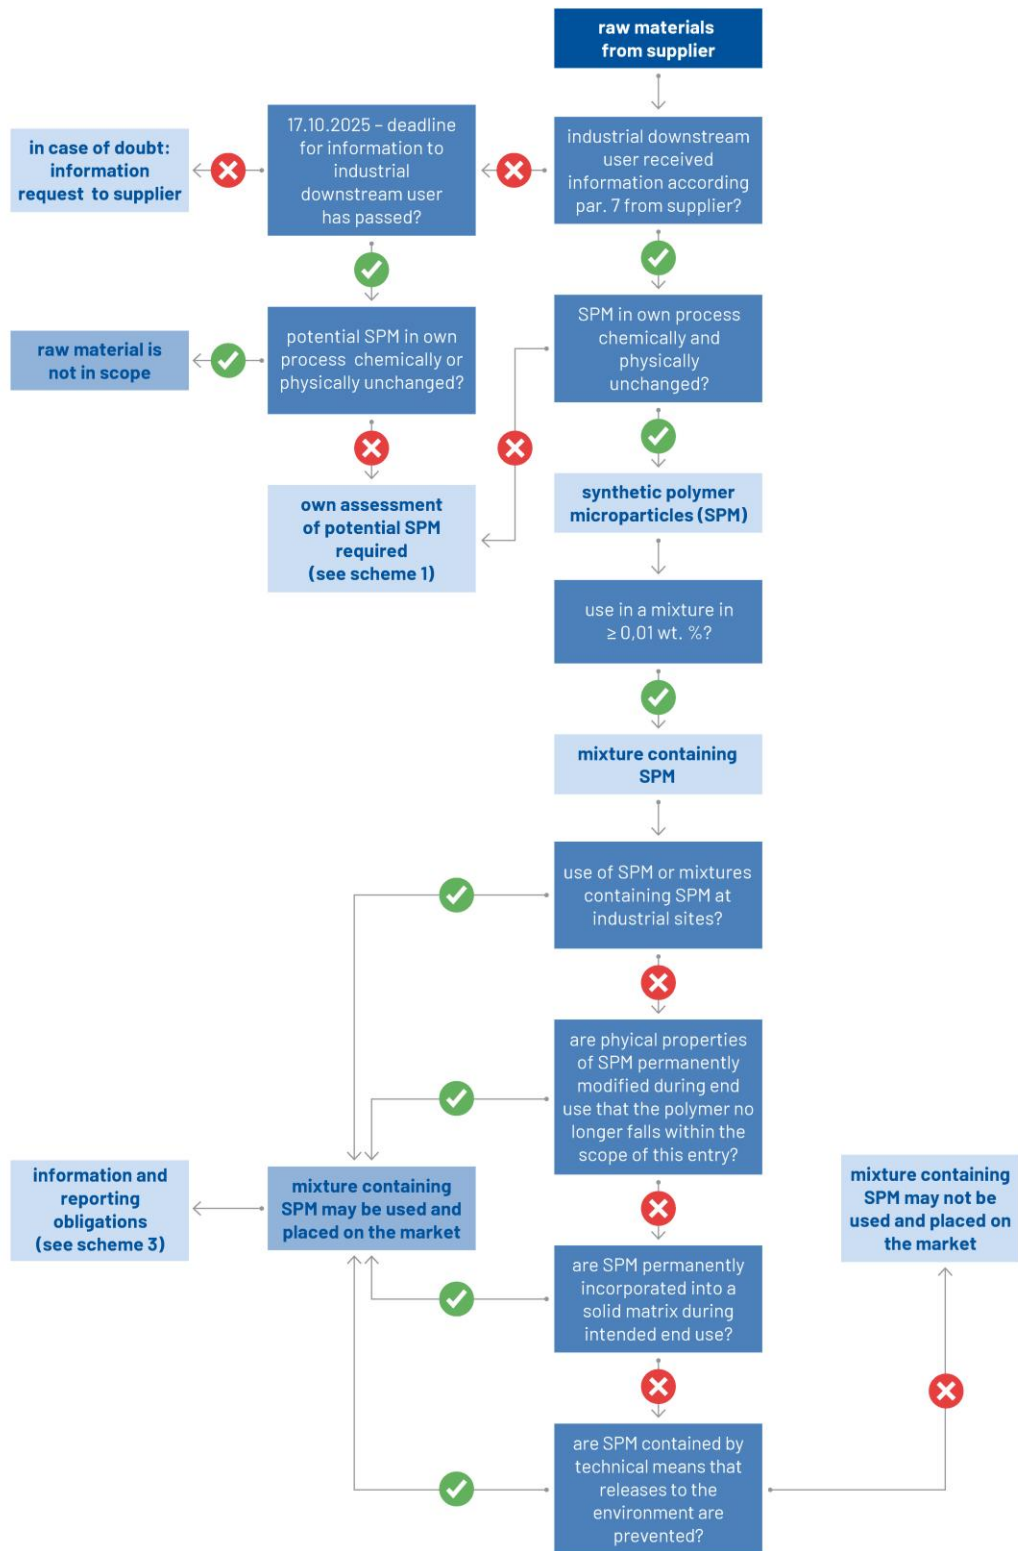 raw materials
from supplier
in case of doubt:
information
request to supplier
17.10.2025 – deadline
for information to
industrial
downstream user
has passed?
industrial downstream
user received
information according
par. 7 from supplier?
raw material is
not in scope
potential SPM in own
process chemically or
physically unchanged?
SPM in own process
chemically and
physically
unchanged?
own assessment
of potential SPM
required
(see scheme 1)
synthetic polymer
microparticles (SPM)
use in a mixture in
≥ 0,01 wt. %?
mixture containing
SPM
use of SPM or mixtures
containing SPM at
industrial sites?
are phyical properties
of SPM permanently
modified during end
use that the polymer no
longer falls within the
scope of this entry?
information and
reporting
obligations
(see scheme 3)
mixture containing
SPM may be used and
placed on the market
mixture containing
SPM may not be
used and placed on
the market
are SPM permanently
incorporated into a
solid matrix during
intended end use?
are SPM contained by
technical means that
releases to the
environment are
prevented?